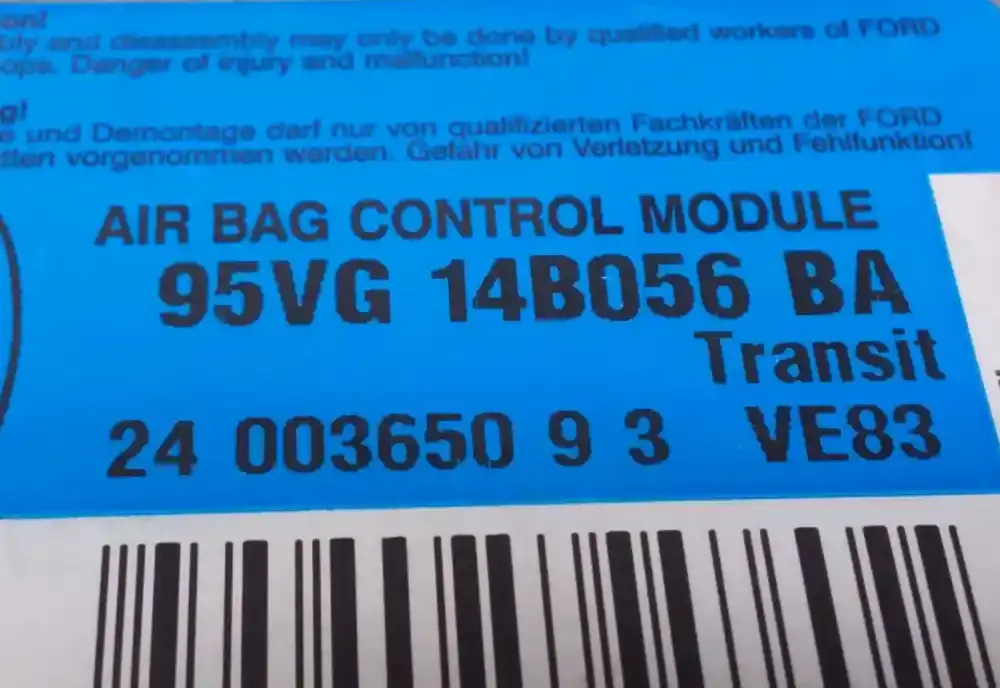 ion!
bly and disassembly may only be done by qualified workers of FORD
ops. Danger of injury and malfunction!
g!
e und Demontage darf nur von qualifizierten Fachkräften der FORD
tten vorgenommen werden. Gefahr von Verletzung und Fehlfunktion!
AIR BAG CONTROL MODULE
95VG 14B056 BA
Transit
24 003650 9 3 VE83